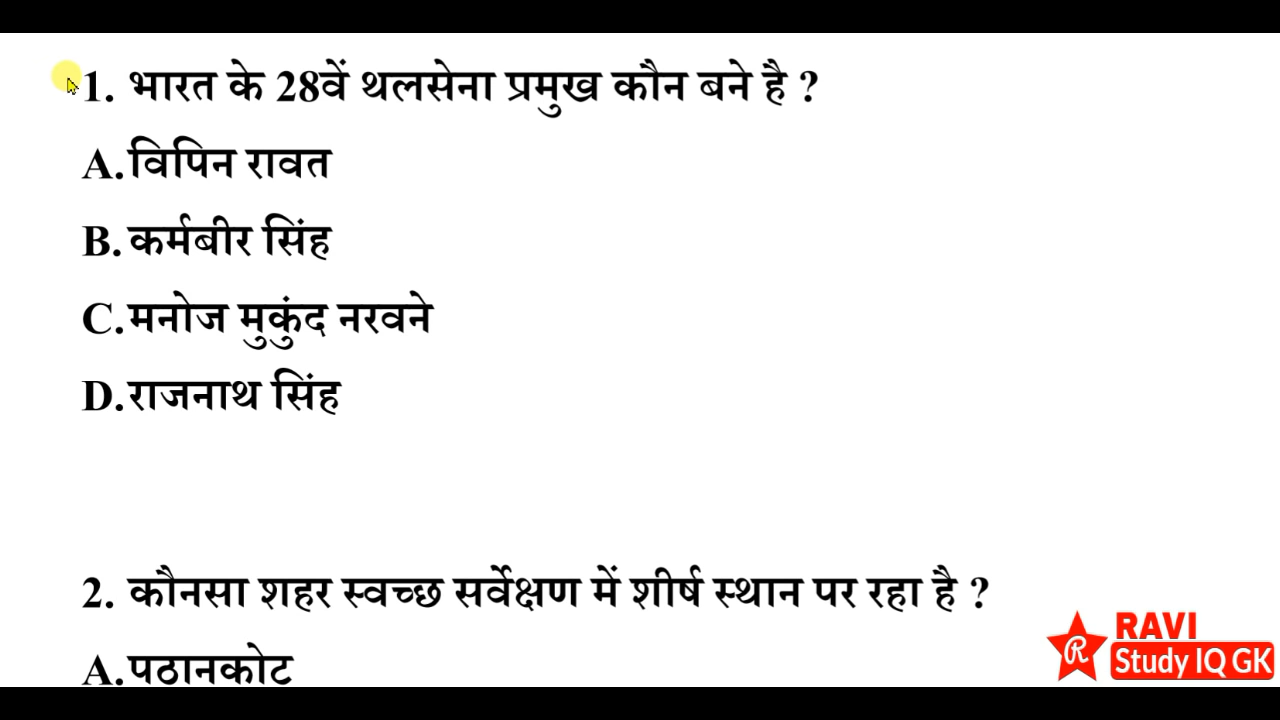 1. भारत के 28वें थलसेना प्रमुख कौन बने है ?
A.विपिन रावत
B.कर्मबीर सिंह
C.मनोज मुकुंद नरवने
D.राजनाथ सिंह
2. कौनसा शहर स्वच्छ सर्वेक्षण में शीर्ष स्थान पर रहा है ?
A.पठानकोट
R RAVI
Study IQ GK